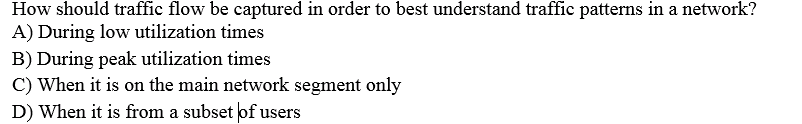 How should traffic flow be captured in order to best understand traffic patterns in a network?
A) During low utilization times
B) During peak utilization times
C) When it is on the main network segment only
D) When it is from a subset of users